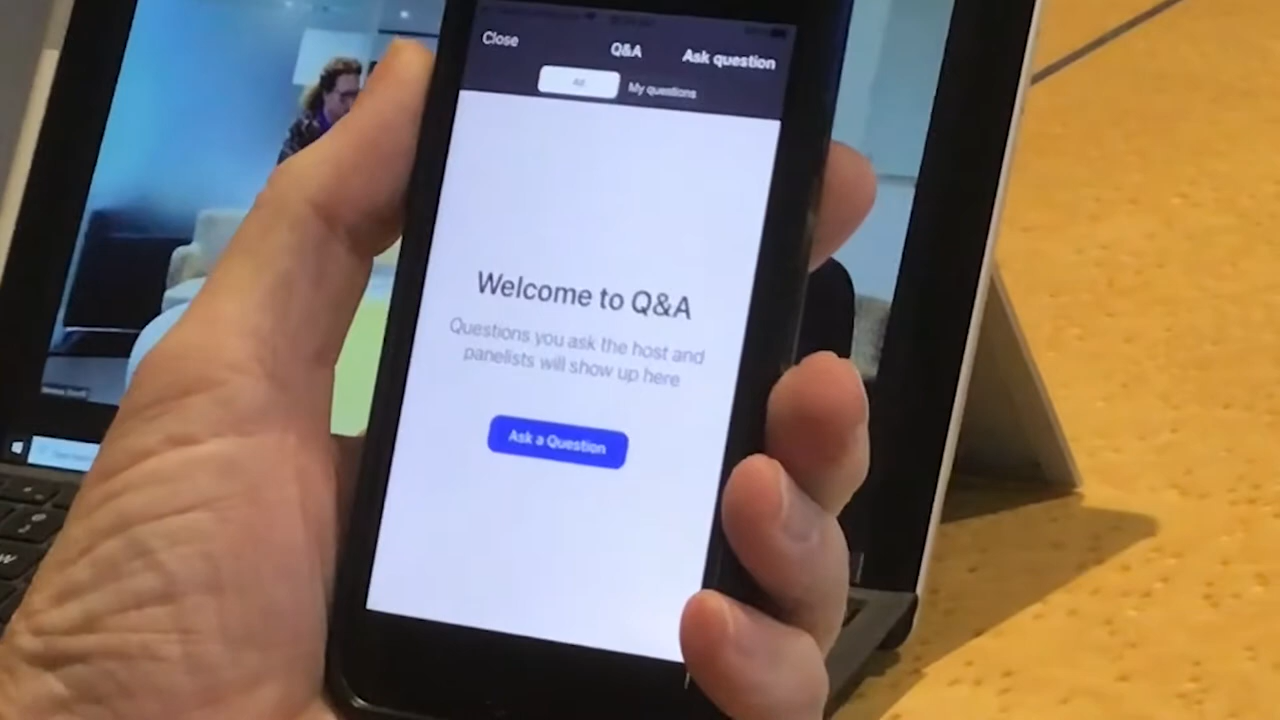 Close
Q&A
Ask question
All
My questions
Welcome to Q&A
Questions you ask the host and
panelists will show up here
Ask a Question
W